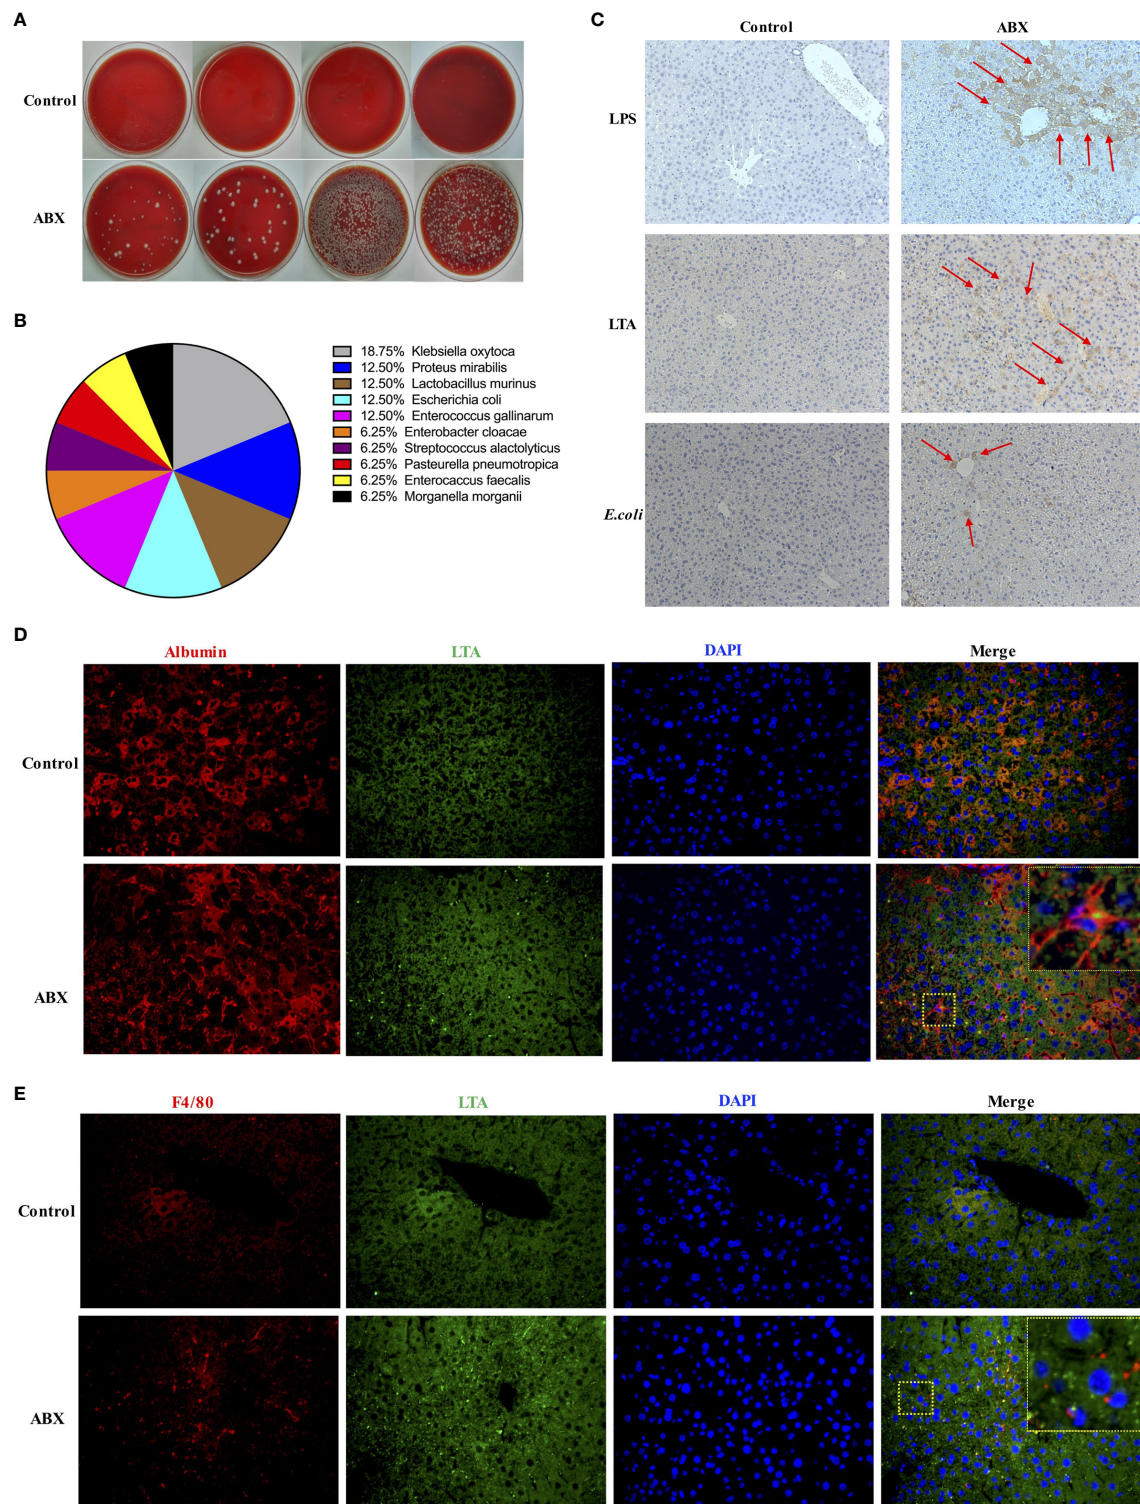 A
Control
ABX
B
18.75% Klebsiella oxytoca
12.50% Proteus mirabilis
12.50% Lactobacillus murinus
12.50% Escherichia coli
12.50% Enterococcus gallinarum
6.25% Enterobacter cloacae
6.25% Streptococcus alactolyticus
6.25% Pasteurella pneumotropica
6.25% Enterocaccus faecalis
6.25% Morganella morganii
C
Control ABX
LPS
LTA
E.coli
D
Albumin LTA DAPI Merge
Control
ABX
E
F4/80 LTA DAPI Merge
Control
ABX